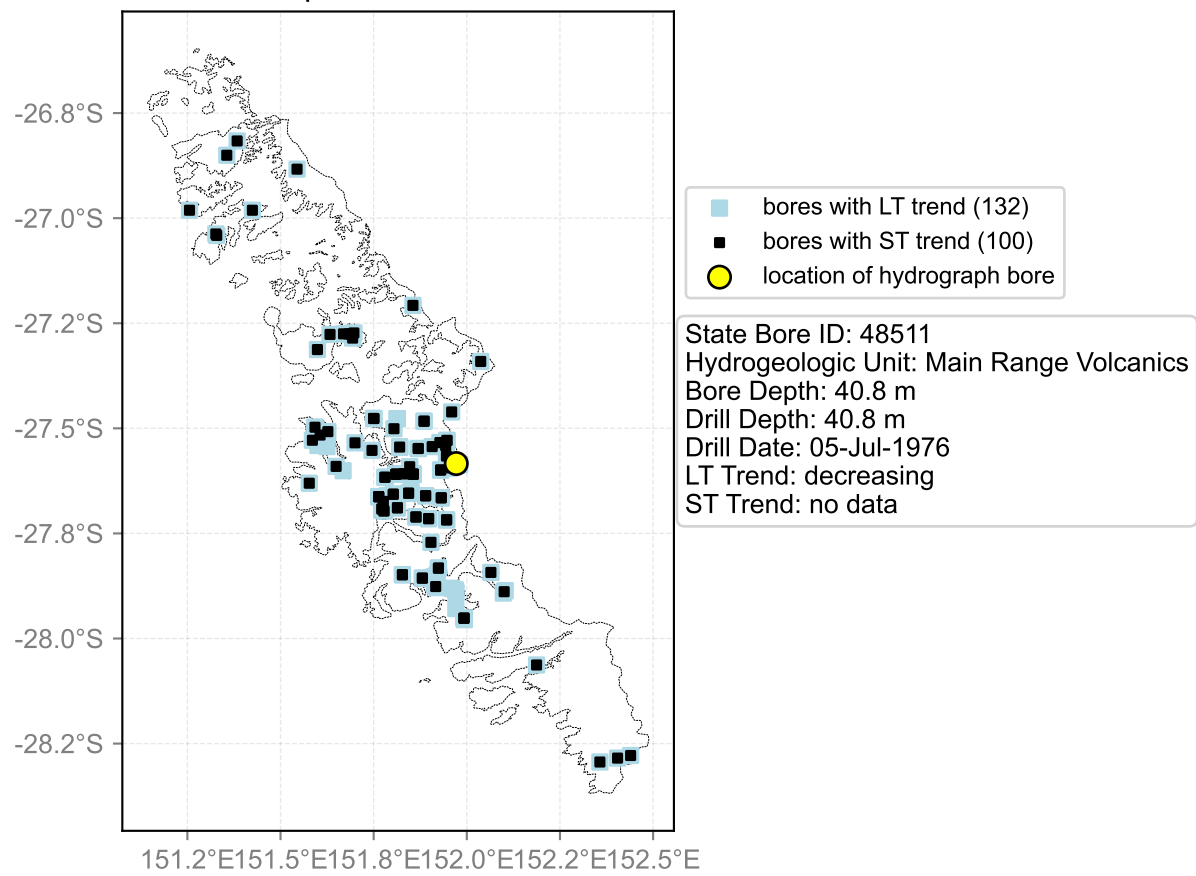 -26.8°S
-27.0°S
-27.2°S
-27.5°S
-27.8°S
-28.0°S
-28.2°S
151.2°E151.5°E151.8°E152.0°E152.2°E152.5°E
bores with LT trend (132)
bores with ST trend (100)
location of hydrograph bore
State Bore ID: 48511
Hydrogeologic Unit: Main Range Volcanics
Bore Depth: 40.8 m
Drill Depth: 40.8 m
Drill Date: 05-Jul-1976
LT Trend: decreasing
ST Trend: no data